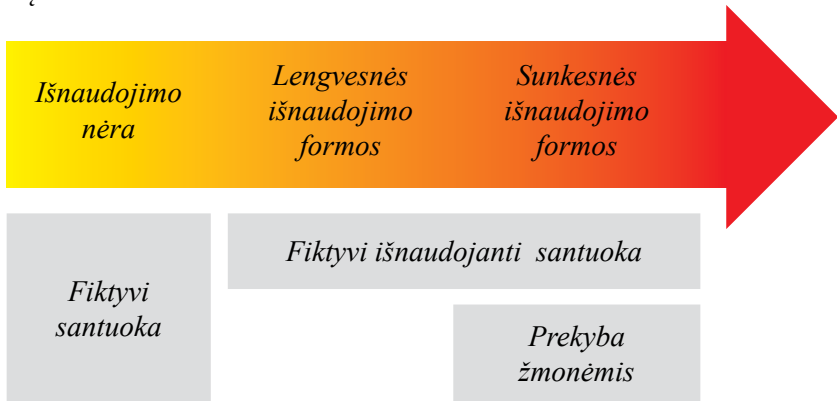 Išnaudojimo
nėra
Lengvesnės
išnaudojimo
formos
Sunkesnės
išnaudojimo
formos
Fiktyvi
santuoka
Fiktyvi išnaudojanti santuoka
Prekyba
žmonėmis